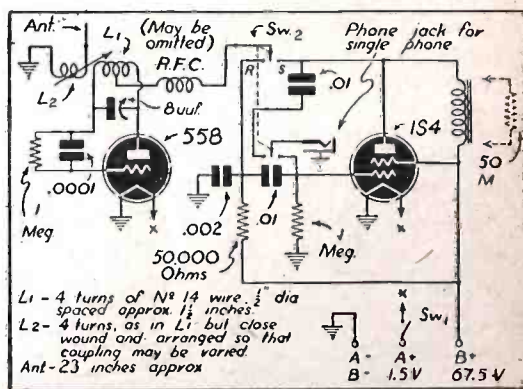 Ant.
L1
(May be
omitted)
R.F.C.
Sw.2
Phone jack for
single phone
L2
8uuf.
R
S
.01
558
1S4
.0001
1
Meg.
.002
.01
1
Meg.
50
M
50,000
Ohms
x
x
x
L1 - 4 turns of No 14 wire. ½" dia
spaced approx. 1¼ inches.
L2 - 4 turns, as in L1 but close
wound and arranged so that
coupling may be varied.
Ant - 23 inches approx
Sw1
A- A+ B+
B- 1.5V 67.5V